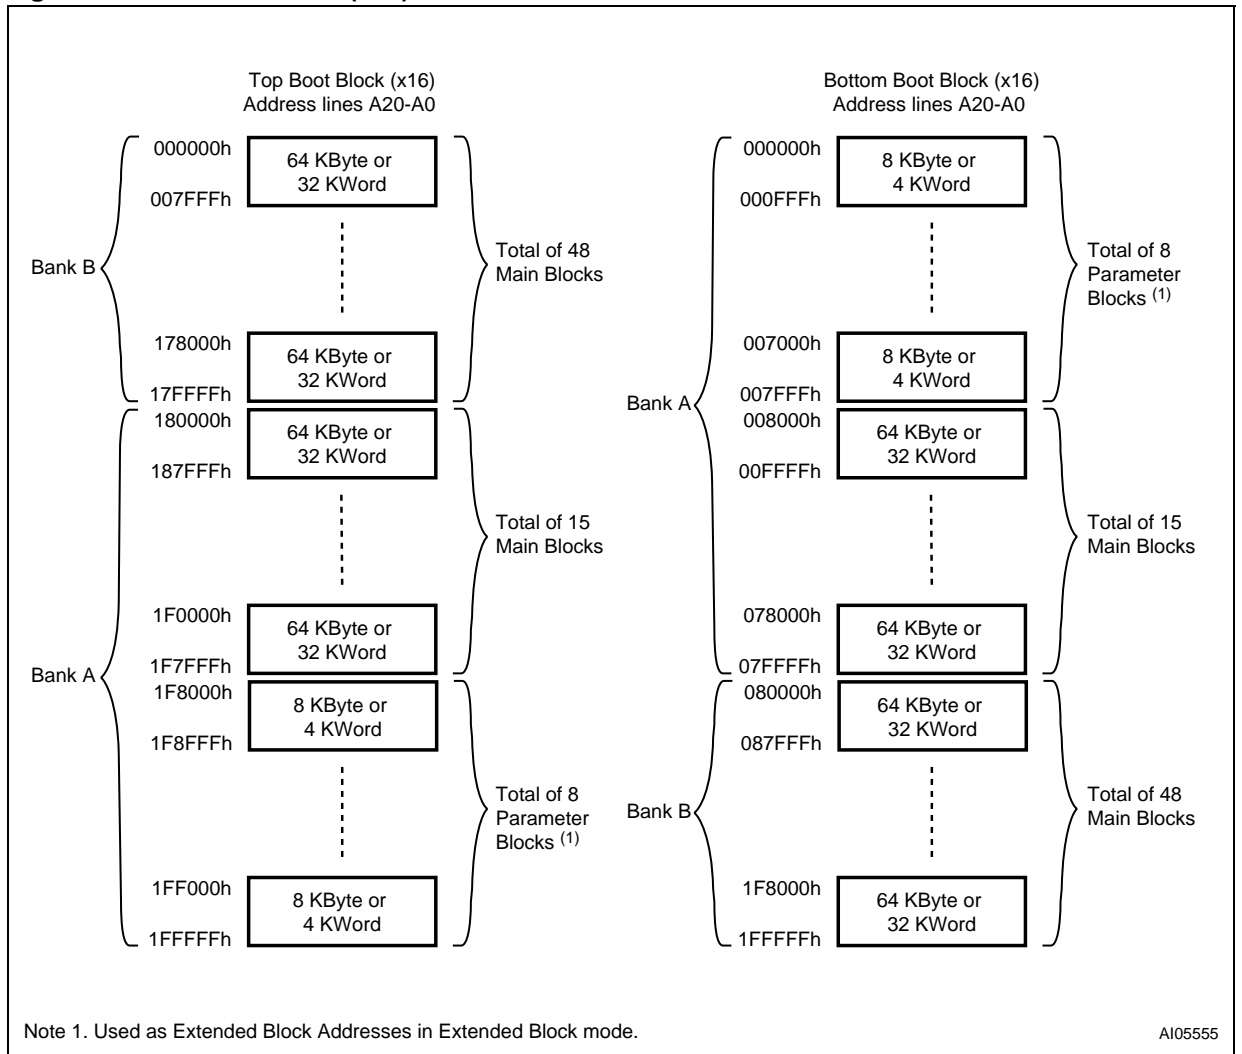 Top Boot Block (x16)
Address lines A20-A0
000000h
64 KByte or
32 KWord
007FFFh
Bank B
Total of 48
Main Blocks
178000h
64 KByte or
32 KWord
17FFFFh
180000h
64 KByte or
32 KWord
187FFFh
Total of 15
Main Blocks
1F0000h
64 KByte or
32 KWord
1F7FFFh
Bank A
1F8000h
8 KByte or
4 KWord
1F8FFFh
Total of 8
Parameter
Blocks (1)
1FF000h
8 KByte or
4 KWord
1FFFFFh
Bottom Boot Block (x16)
Address lines A20-A0
000000h
8 KByte or
4 KWord
000FFFh
Total of 8
Parameter
Blocks (1)
007000h
8 KByte or
4 KWord
007FFFh
Bank A
008000h
64 KByte or
32 KWord
00FFFFh
Total of 15
Main Blocks
078000h
64 KByte or
32 KWord
07FFFFh
080000h
64 KByte or
32 KWord
087FFFh
Bank B
Total of 48
Main Blocks
1F8000h
64 KByte or
32 KWord
1FFFFFh
Note 1. Used as Extended Block Addresses in Extended Block mode.
AI05555